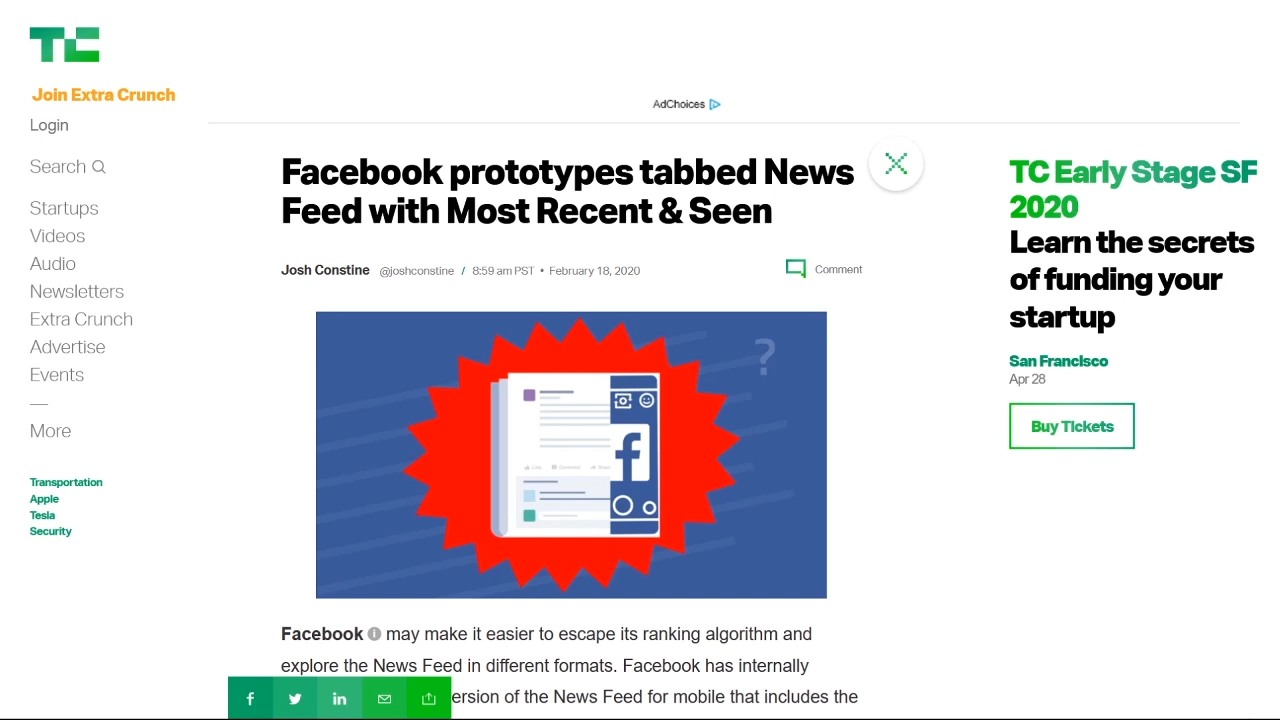 TC
Join Extra Crunch
Login
Search
Startups
Videos
Audio
Newsletters
Extra Crunch
Advertise
Events
—
More
Transportation
Apple
Tesla
Security
AdChoices
Facebook prototypes tabbed News
Feed with Most Recent & Seen
Josh Constine @joshconstine / 8:59 am PST • February 18, 2020
Comment
?
f
Like Comment Share
Facebook may make it easier to escape its ranking algorithm and
explore the News Feed in different formats. Facebook has internally
ersion of the News Feed for mobile that includes the
f in
TC Early Stage SF
2020
Learn the secrets
of funding your
startup
San Francisco
Apr 28
Buy Tickets